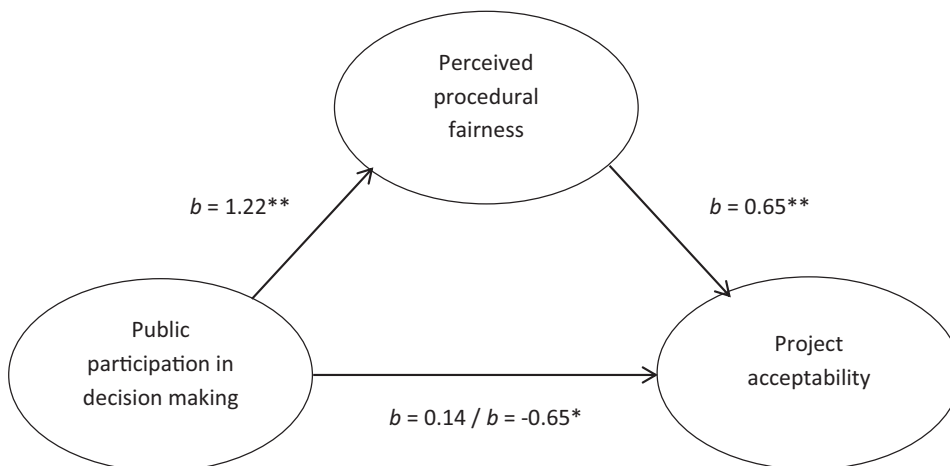 Perceived
procedural
fairness
b = 1.22**
b = 0.65**
Public
participation in
decision making
Project
acceptability
b = 0.14 / b = -0.65*